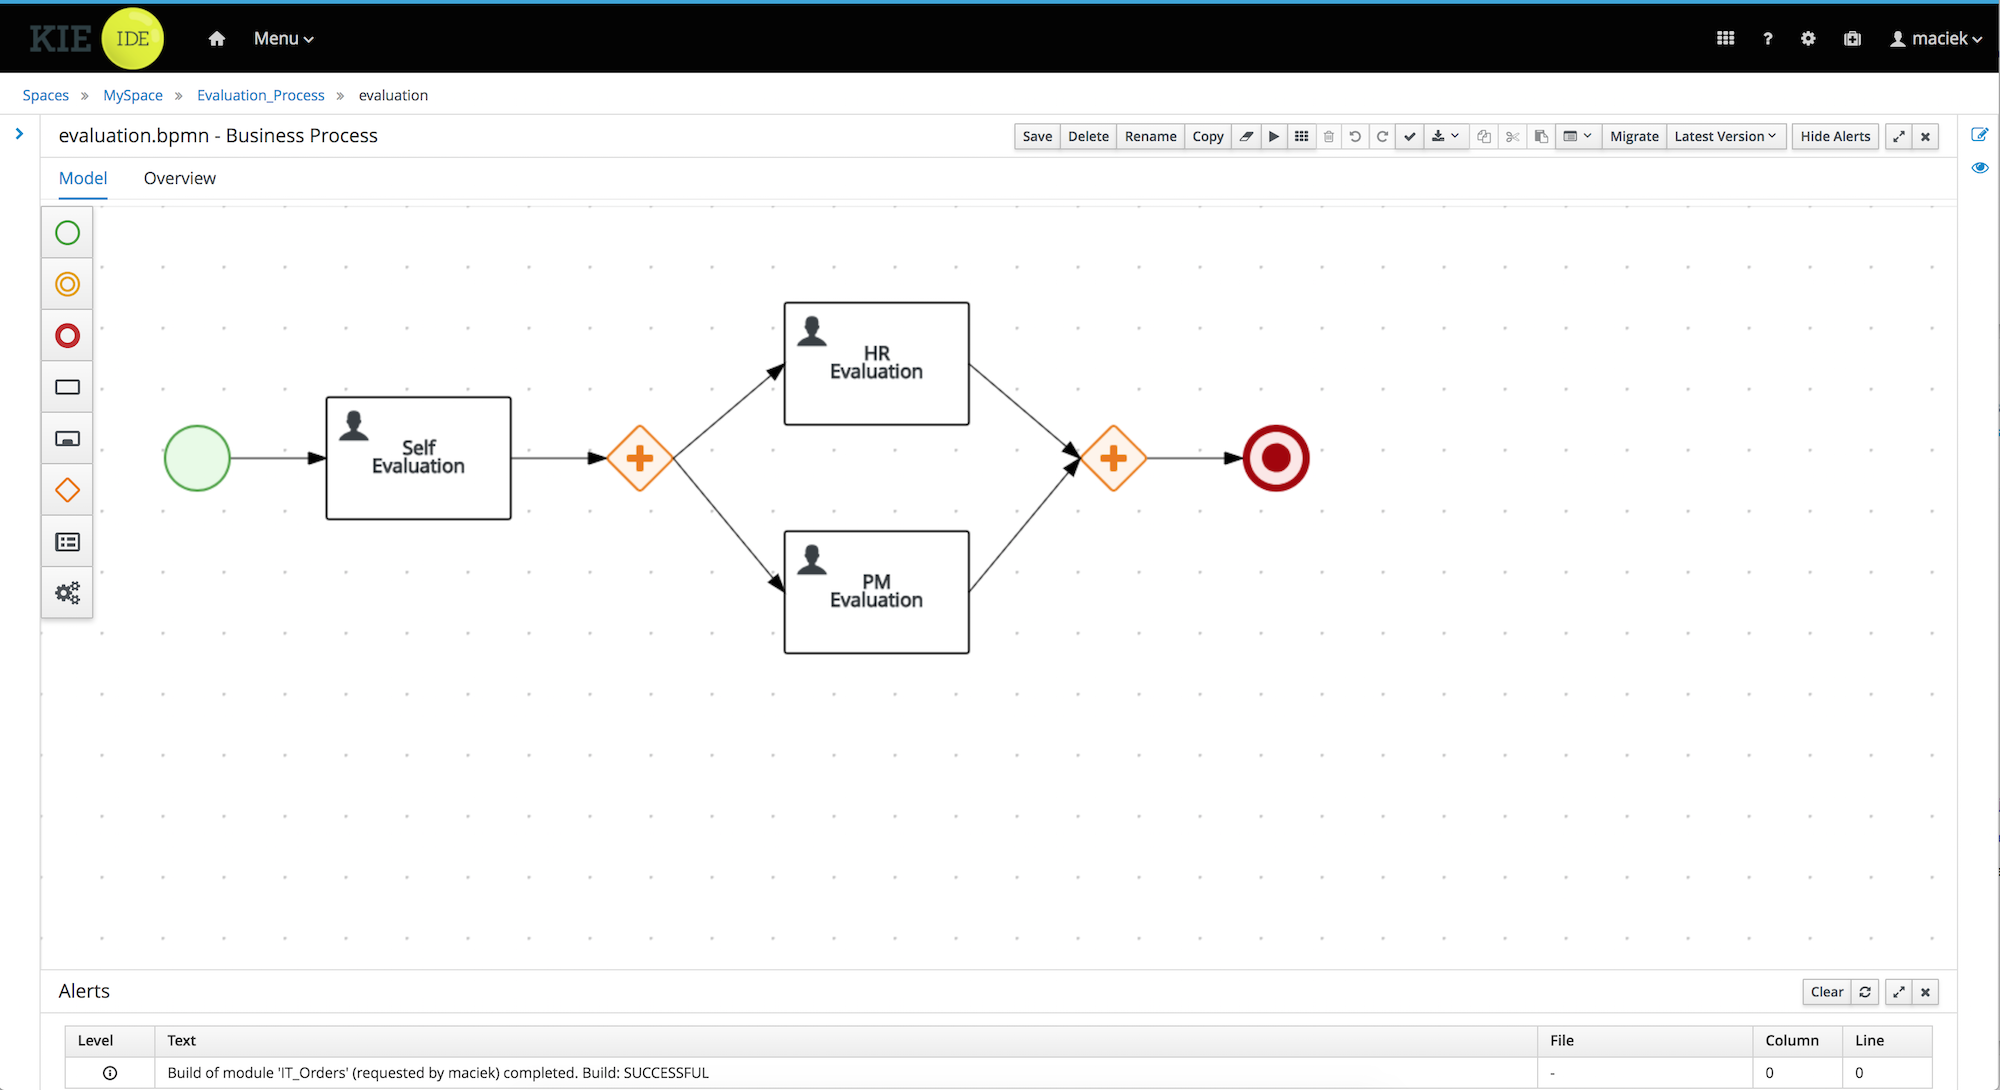 KIE IDE Menu ? maciek
Spaces » MySpace » Evaluation_Process » evaluation
evaluation.bpmn - Business Process
Save Delete Rename Copy Migrate Latest Version Hide Alerts
Model Overview
HR
Evaluation
Self
Evaluation
PM
Evaluation
Alerts
Clear
Level Text File Column Line
Build of module 'IT_Orders' (requested by maciek) completed. Build: SUCCESSFUL - 0 0